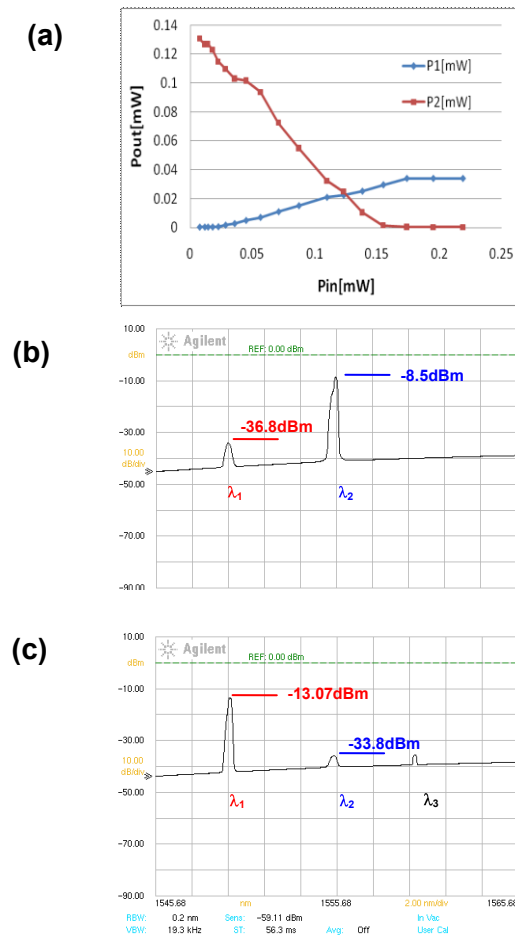 (a)
0.14
0.12
0.1
0.08
0.06
0.04
0.02
0
Pout[mW]
P1[mW]
P2[mW]
0
0.05
0.1
0.15
0.2
0.25
Pin[mW]
(b)
10.00
dBm
-10.00
-30.00
10.00
dB/div
-50.00
-70.00
-90.00
Agilent
REF: 0.00 dBm
-36.8dBm
-8.5dBm
λ1
λ2
(c)
10.00
dBm
-10.00
-30.00
10.00
dB/div
-50.00
-70.00
-90.00
Agilent
REF: 0.00 dBm
-13.07dBm
-33.8dBm
λ1
λ2
λ3
1545.68 nm 1555.68 2.00 nm/div 1565.68
RBW: 0.2 nm Sens: -59.11 dBm In Vac
VBW: 19.3 kHz ST: 56.3 ms Avg: Off User Cal